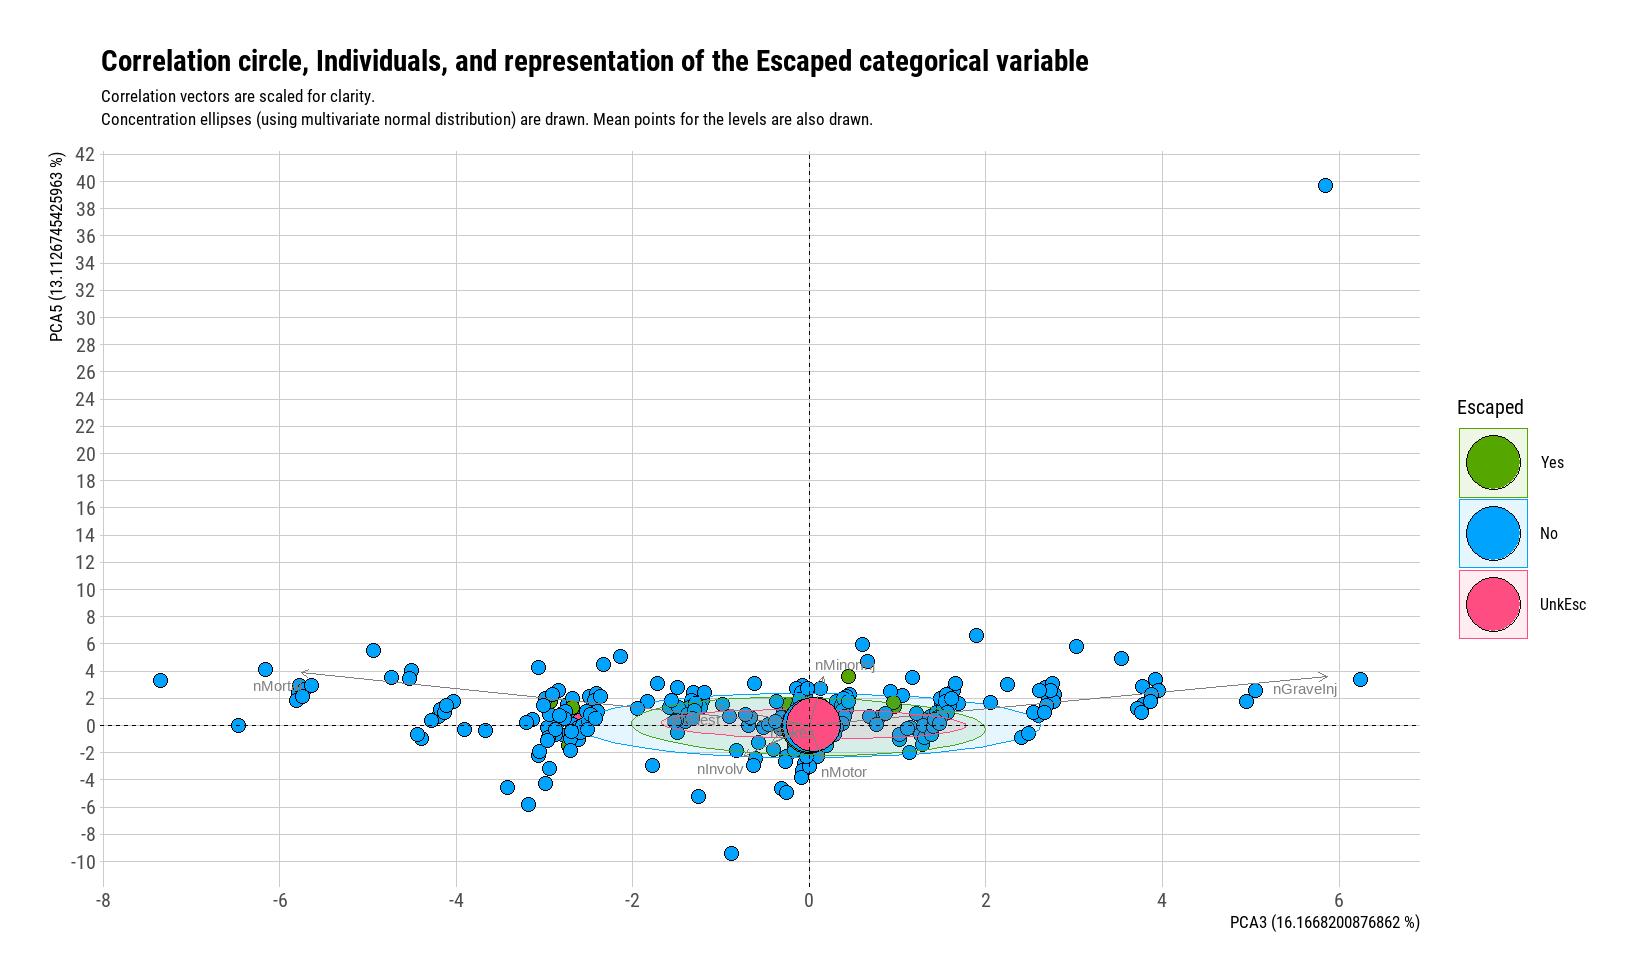 Correlation circle, Individuals, and representation of the Escaped categorical variable
Correlation vectors are scaled for clarity.
Concentration ellipses (using multivariate normal distribution) are drawn. Mean points for the levels are also drawn.
PCA5 (13.1126745425963 %)
42
40
38
36
34
32
30
28
26
24
22
20
18
16
14
12
10
8
6
4
2
0
-2
-4
-6
-8
-10
nMinorInj
nGraveInj
nInvolv
nMotor
-8
-6
-4
-2
0
2
4
6
PCA3 (16.1668200876862 %)
Escaped
Yes
No
UnkEsc